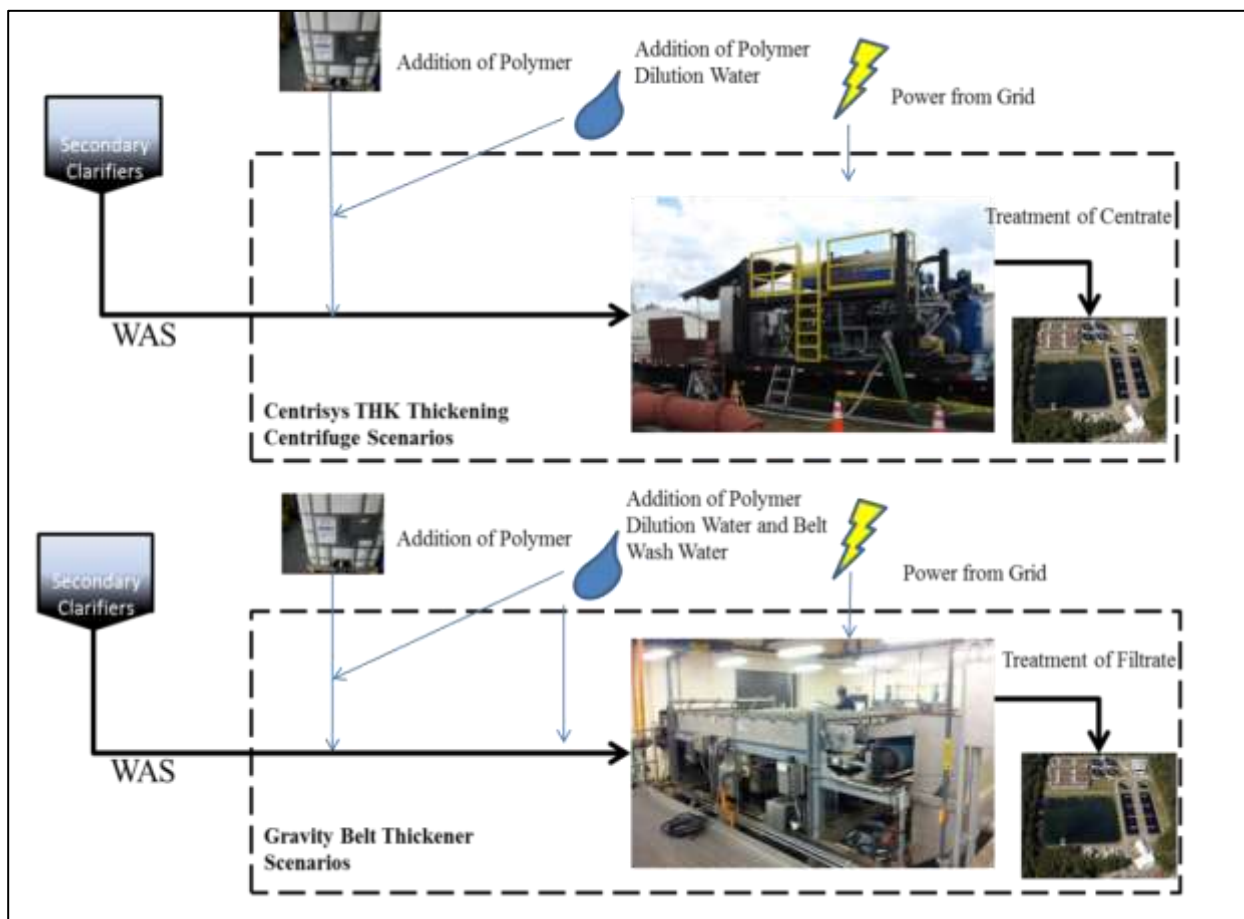 Addition of Polymer
Addition of Polymer
Dilution Water
Power from Grid
Secondary
Clarifiers
Treatment of Centrate
WAS
Centrisys THK Thickening
Centrifuge Scenarios
Addition of Polymer
Addition of Polymer
Dilution Water and Belt
Wash Water
Power from Grid
Secondary
Clarifiers
Treatment of Filtrate
WAS
Gravity Belt Thickener
Scenarios